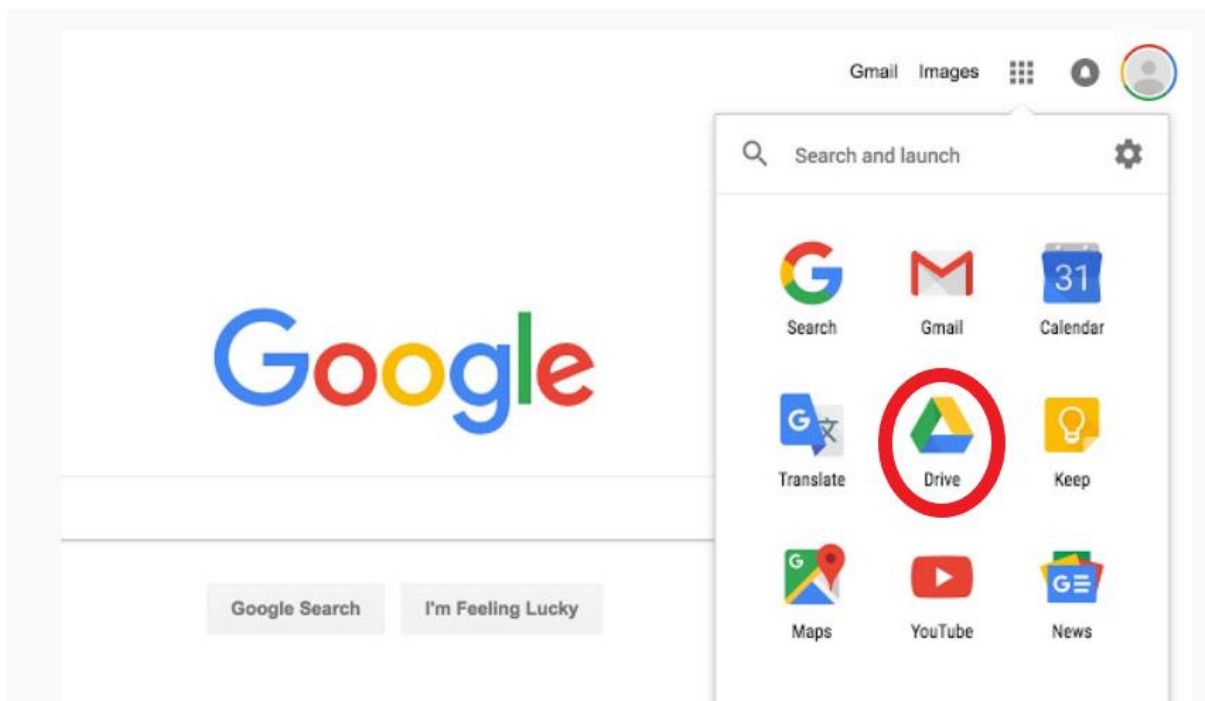 Gmail Images
Search and launch
31
Search Gmail Calendar
Google
G 文
Translate Drive Keep
G
G
Google Search I'm Feeling Lucky
Maps YouTube News